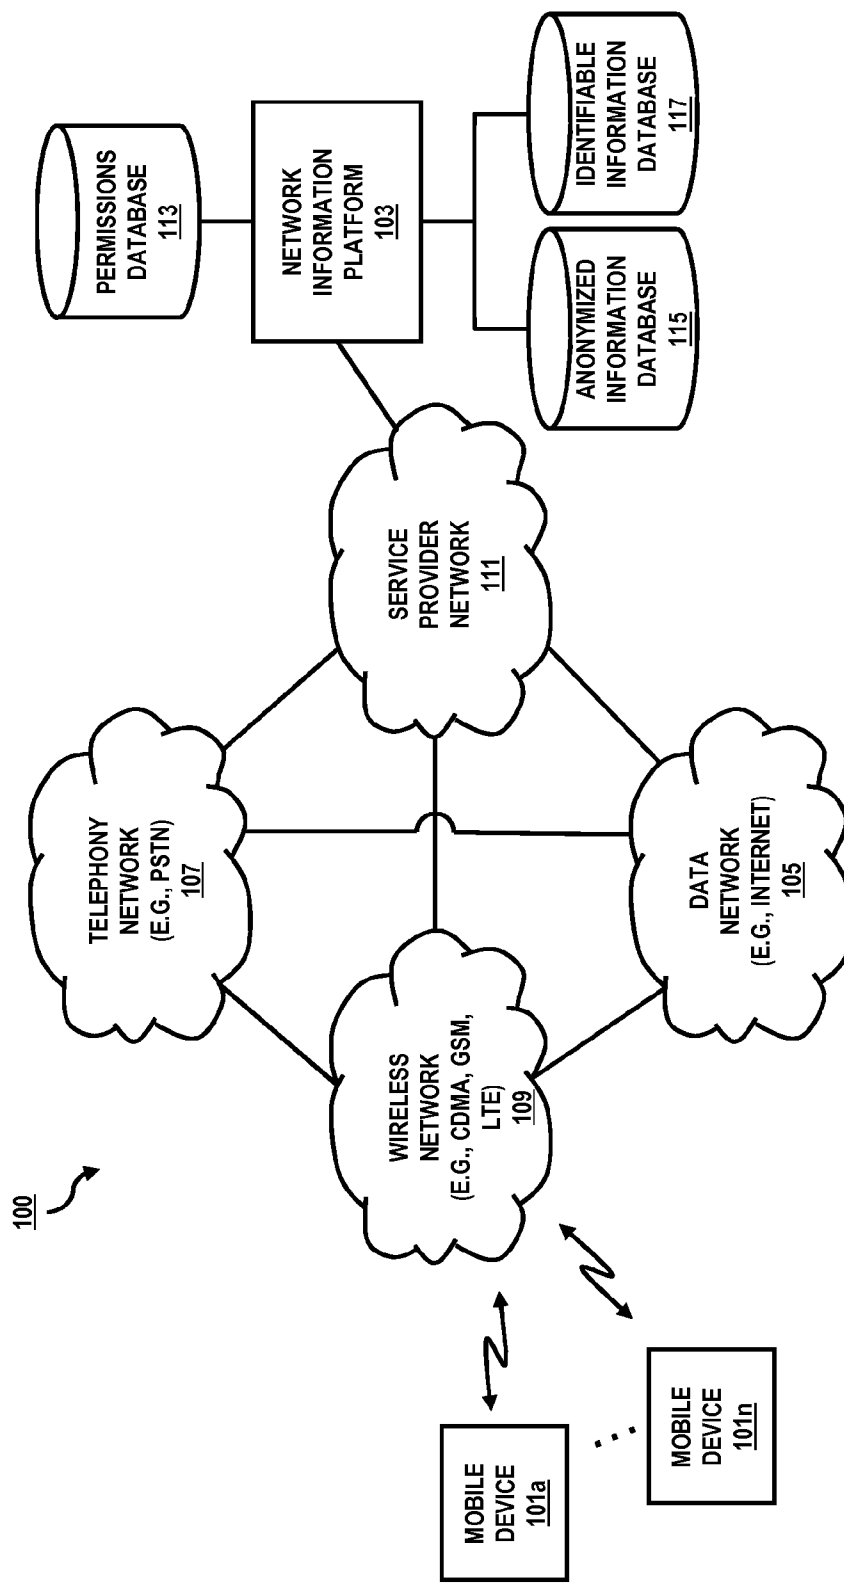 100
TELEPHONY
NETWORK
(E.G., PSTN)
107
PERMISSIONS
DATABASE
113
NETWORK
INFORMATION
PLATFORM
103
WIRELESS
NETWORK
(E.G., CDMA, GSM,
LTE)
109
SERVICE
PROVIDER
NETWORK
111
MOBILE
DEVICE
101a
MOBILE
DEVICE
101n
DATA
NETWORK
(E.G., INTERNET)
105
ANONYMIZED
INFORMATION
DATABASE
115
IDENTIFIABLE
INFORMATION
DATABASE
117